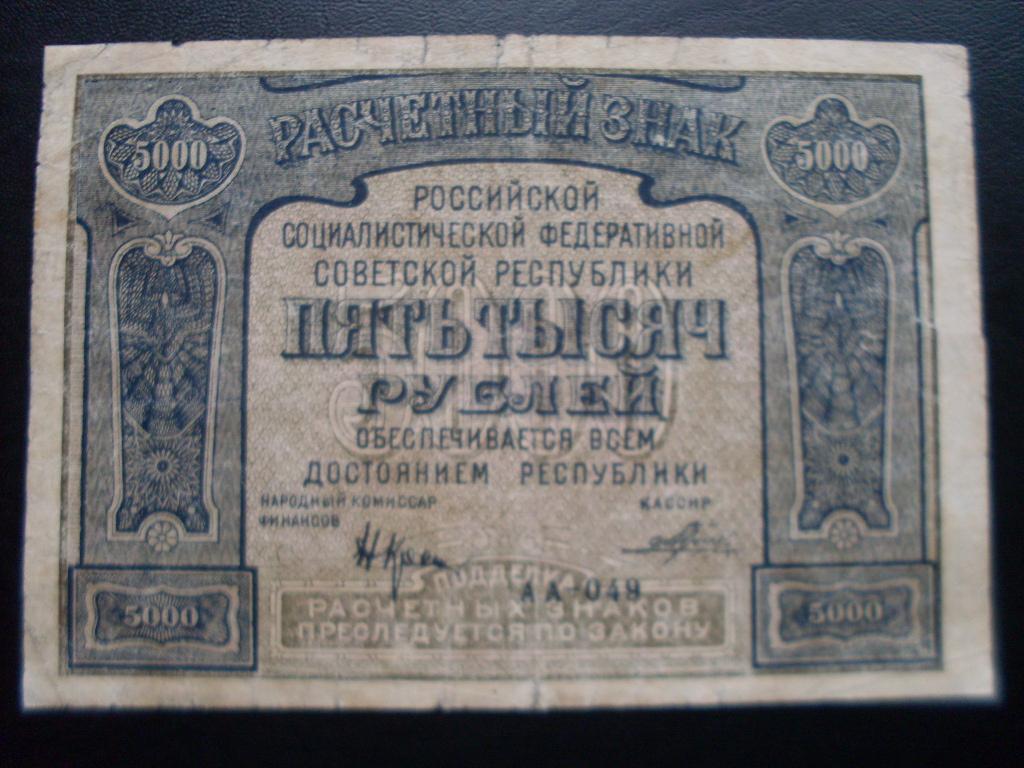 РАСЧЕТНЫЙ ЗНАК
5000
5000
РОССИЙСКОЙ
СОЦИАЛИСТИЧЕСКОЙ ФЕДЕРАТИВНОЙ
СОВЕТСКОЙ РЕСПУБЛИКИ
ПЯТЬ ТЫСЯЧ
РУБЛЕЙ
ОБЕСПЕЧИВАЕТСЯ ВСЕМ
ДОСТОЯНИЕМ РЕСПУБЛИКИ
НАРОДНЫЙ КОМИССАР
ФИНАНСОВ
КАССИР
АА-049
ПОДДЕЛКА
РАСЧЕТНЫХ ЗНАКОВ
ПРЕСЛЕДУЕТСЯ ПО ЗАКОНУ
5000
5000